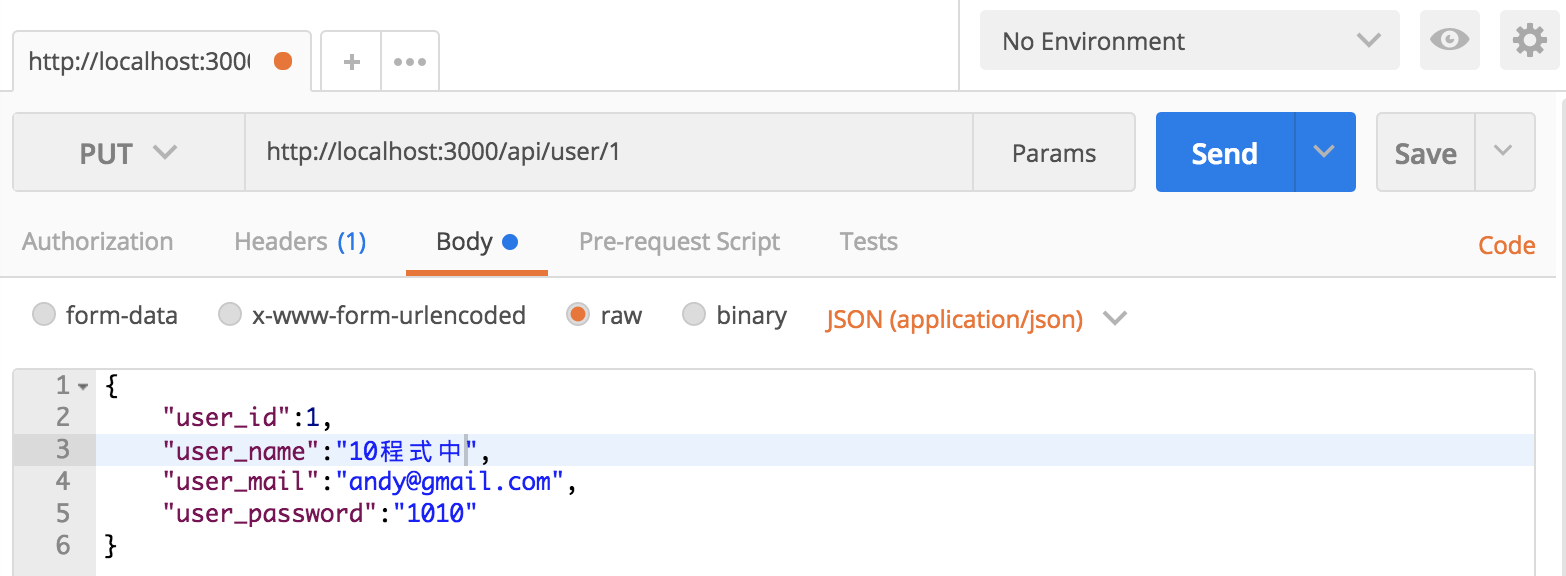 http://localhost:300
No Environment
PUT
http://localhost:3000/api/user/1
Params
Send
Save
Authorization
Headers (1)
Body
Pre-request Script
Tests
Code
form-data
x-www-form-urlencoded
raw
binary
JSON (application/json)
1 {
2 "user_id":1,
3 "user_name":"10程式中",
4 "user_mail":"andy@gmail.com",
5 "user_password":"1010"
6 }